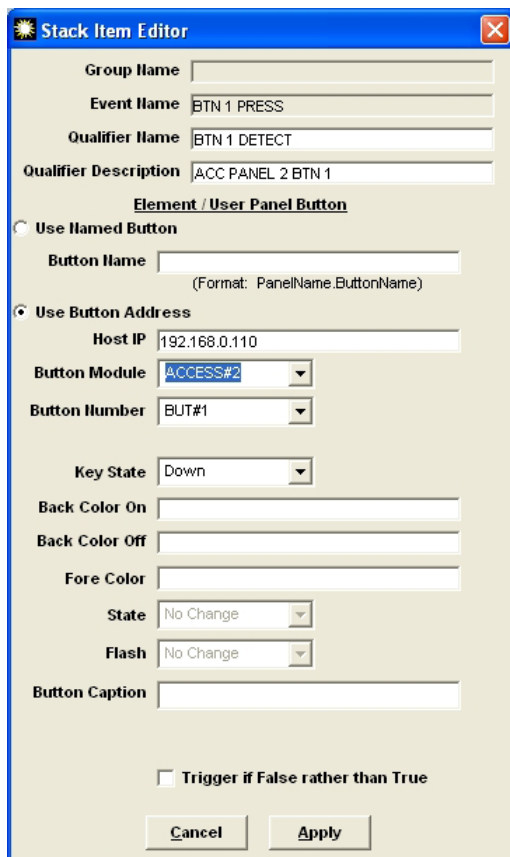 Stack Item Editor
Group Name
Event Name BTN 1 PRESS
Qualifier Name BTN 1 DETECT
Qualifier Description ACC PANEL 2 BTN 1
Element / User Panel Button
Use Named Button
Button Name
(Format: PanelName.ButtonName)
Use Button Address
Host IP 192.168.0.110
Button Module ACCESS#2
Button Number BUT#1
Key State Down
Back Color On
Back Color Off
Fore Color
State No Change
Flash No Change
Button Caption
Trigger if False rather than True
Cancel Apply